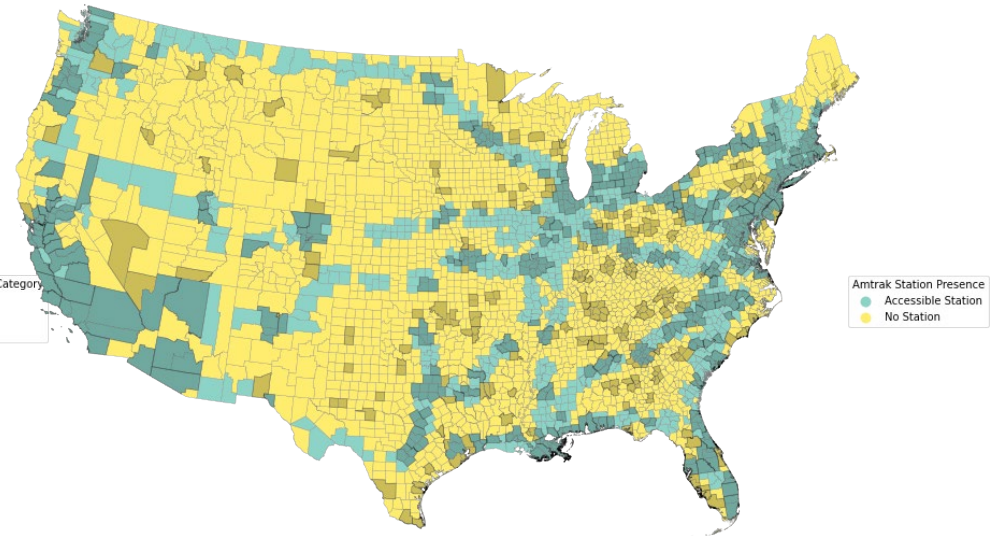 Category
Amtrak Station Presence
Accessible Station
No Station